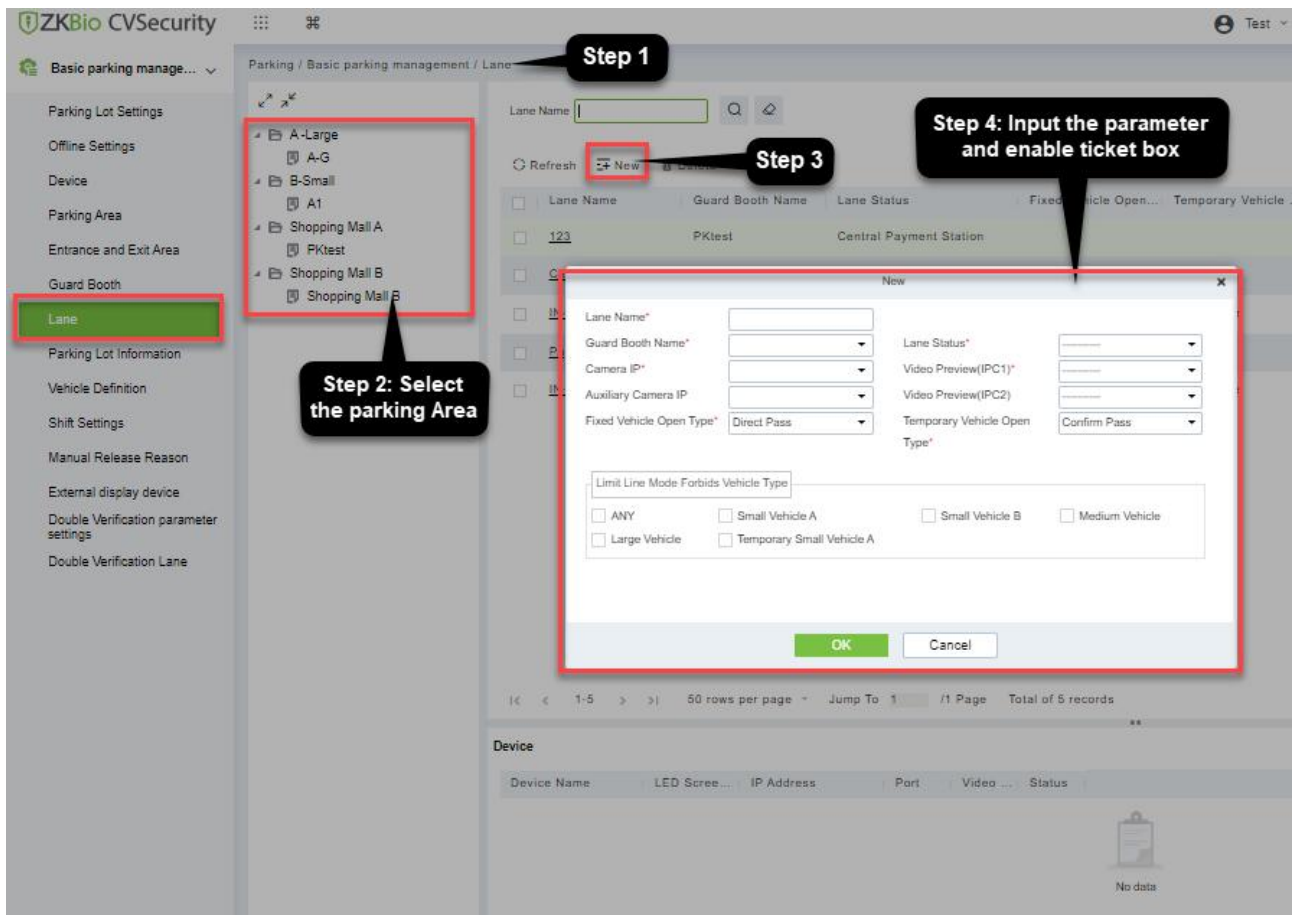 ZKBio CVSecurity
Test
Basic parking manage...
Parking Lot Settings
Offline Settings
Device
Parking Area
Entrance and Exit Area
Guard Booth
Lane
Parking Lot Information
Vehicle Definition
Shift Settings
Manual Release Reason
External display device
Double Verification parameter
settings
Double Verification Lane
Parking / Basic parking management / Lane
Step 1
A-Large
A-G
B-Small
A1
Shopping Mall A
PKtest
Shopping Mall B
Shopping Mall B
Step 2: Select
the parking Area
Lane Name
Refresh New
Step 3
Step 4: Input the parameter
and enable ticket box
Lane Name Guard Booth Name Lane Status Fixed Vehicle Open... Temporary Vehicle
123 PKtest Central Payment Station
New
Lane Name*
Guard Booth Name* Lane Status* ----------
Camera IP* Video Preview(IPC1)* ----------
Auxiliary Camera IP Video Preview(IPC2) ----------
Fixed Vehicle Open Type* Direct Pass Temporary Vehicle Open Confirm Pass
Type*
Limit Line Mode Forbids Vehicle Type
ANY Small Vehicle A Small Vehicle B Medium Vehicle
Large Vehicle Temporary Small Vehicle A
OK Cancel
1-5 50 rows per page Jump To 1 /1 Page Total of 5 records
Device
Device Name LED Scree... IP Address Port Video ... Status
No data